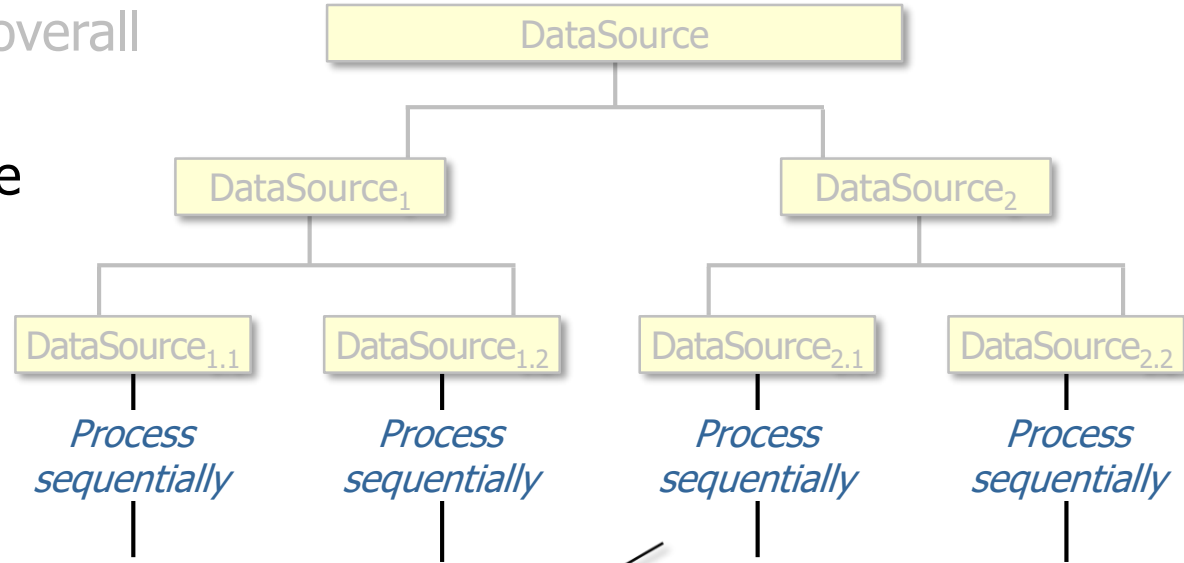 overall
DataSource
e
DataSource₁
DataSource₂
DataSource₁.₁
DataSource₁.₂
DataSource₂.₁
DataSource₂.₂
Process
sequentially
Process
sequentially
Process
sequentially
Process
sequentially